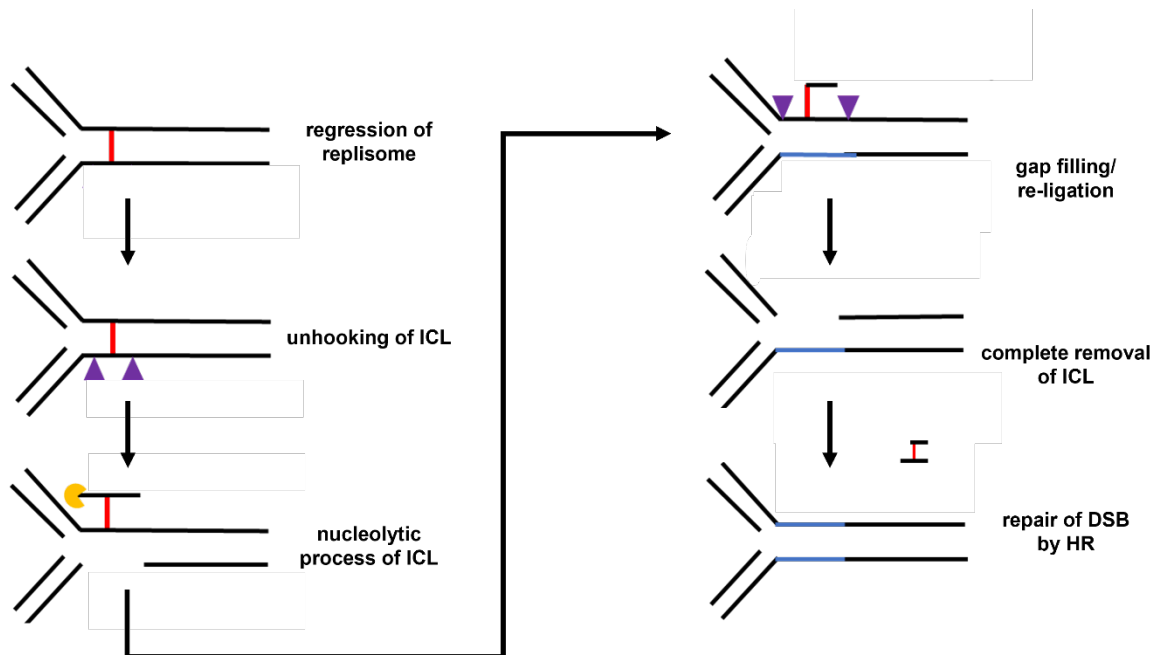 regression of
replisome
unhooking of ICL
nucleolytic
process of ICL
gap filling/
re-ligation
complete removal
of ICL
repair of DSB
by HR